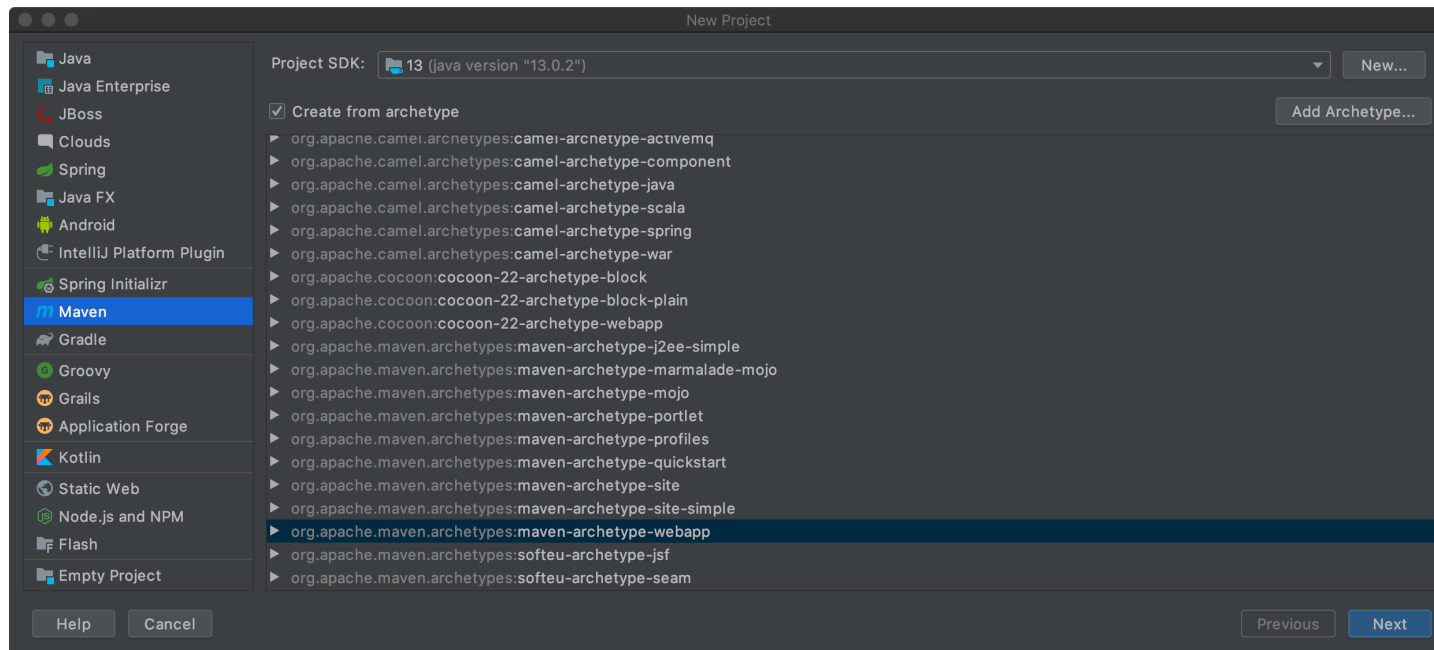 New Project
Java
Java Enterprise
JBoss
Clouds
Spring
Java FX
Android
IntelliJ Platform Plugin
Spring Initializr
Maven
Gradle
Groovy
Grails
Application Forge
Kotlin
Static Web
Node.js and NPM
Flash
Empty Project
Project SDK: 13 (java version "13.0.2") New...
Create from archetype Add Archetype...
org.apache.camel.archetypes:camel-archetype-activemq
org.apache.camel.archetypes:camel-archetype-component
org.apache.camel.archetypes:camel-archetype-java
org.apache.camel.archetypes:camel-archetype-scala
org.apache.camel.archetypes:camel-archetype-spring
org.apache.camel.archetypes:camel-archetype-war
org.apache.cocoon:cocoon-22-archetype-block
org.apache.cocoon:cocoon-22-archetype-block-plain
org.apache.cocoon:cocoon-22-archetype-webapp
org.apache.maven.archetypes:maven-archetype-j2ee-simple
org.apache.maven.archetypes:maven-archetype-marmalade-mojo
org.apache.maven.archetypes:maven-archetype-mojo
org.apache.maven.archetypes:maven-archetype-portlet
org.apache.maven.archetypes:maven-archetype-profiles
org.apache.maven.archetypes:maven-archetype-quickstart
org.apache.maven.archetypes:maven-archetype-site
org.apache.maven.archetypes:maven-archetype-site-simple
org.apache.maven.archetypes:maven-archetype-webapp
org.apache.maven.archetypes:softeu-archetype-jsf
org.apache.maven.archetypes:softeu-archetype-seam
Help Cancel Previous Next